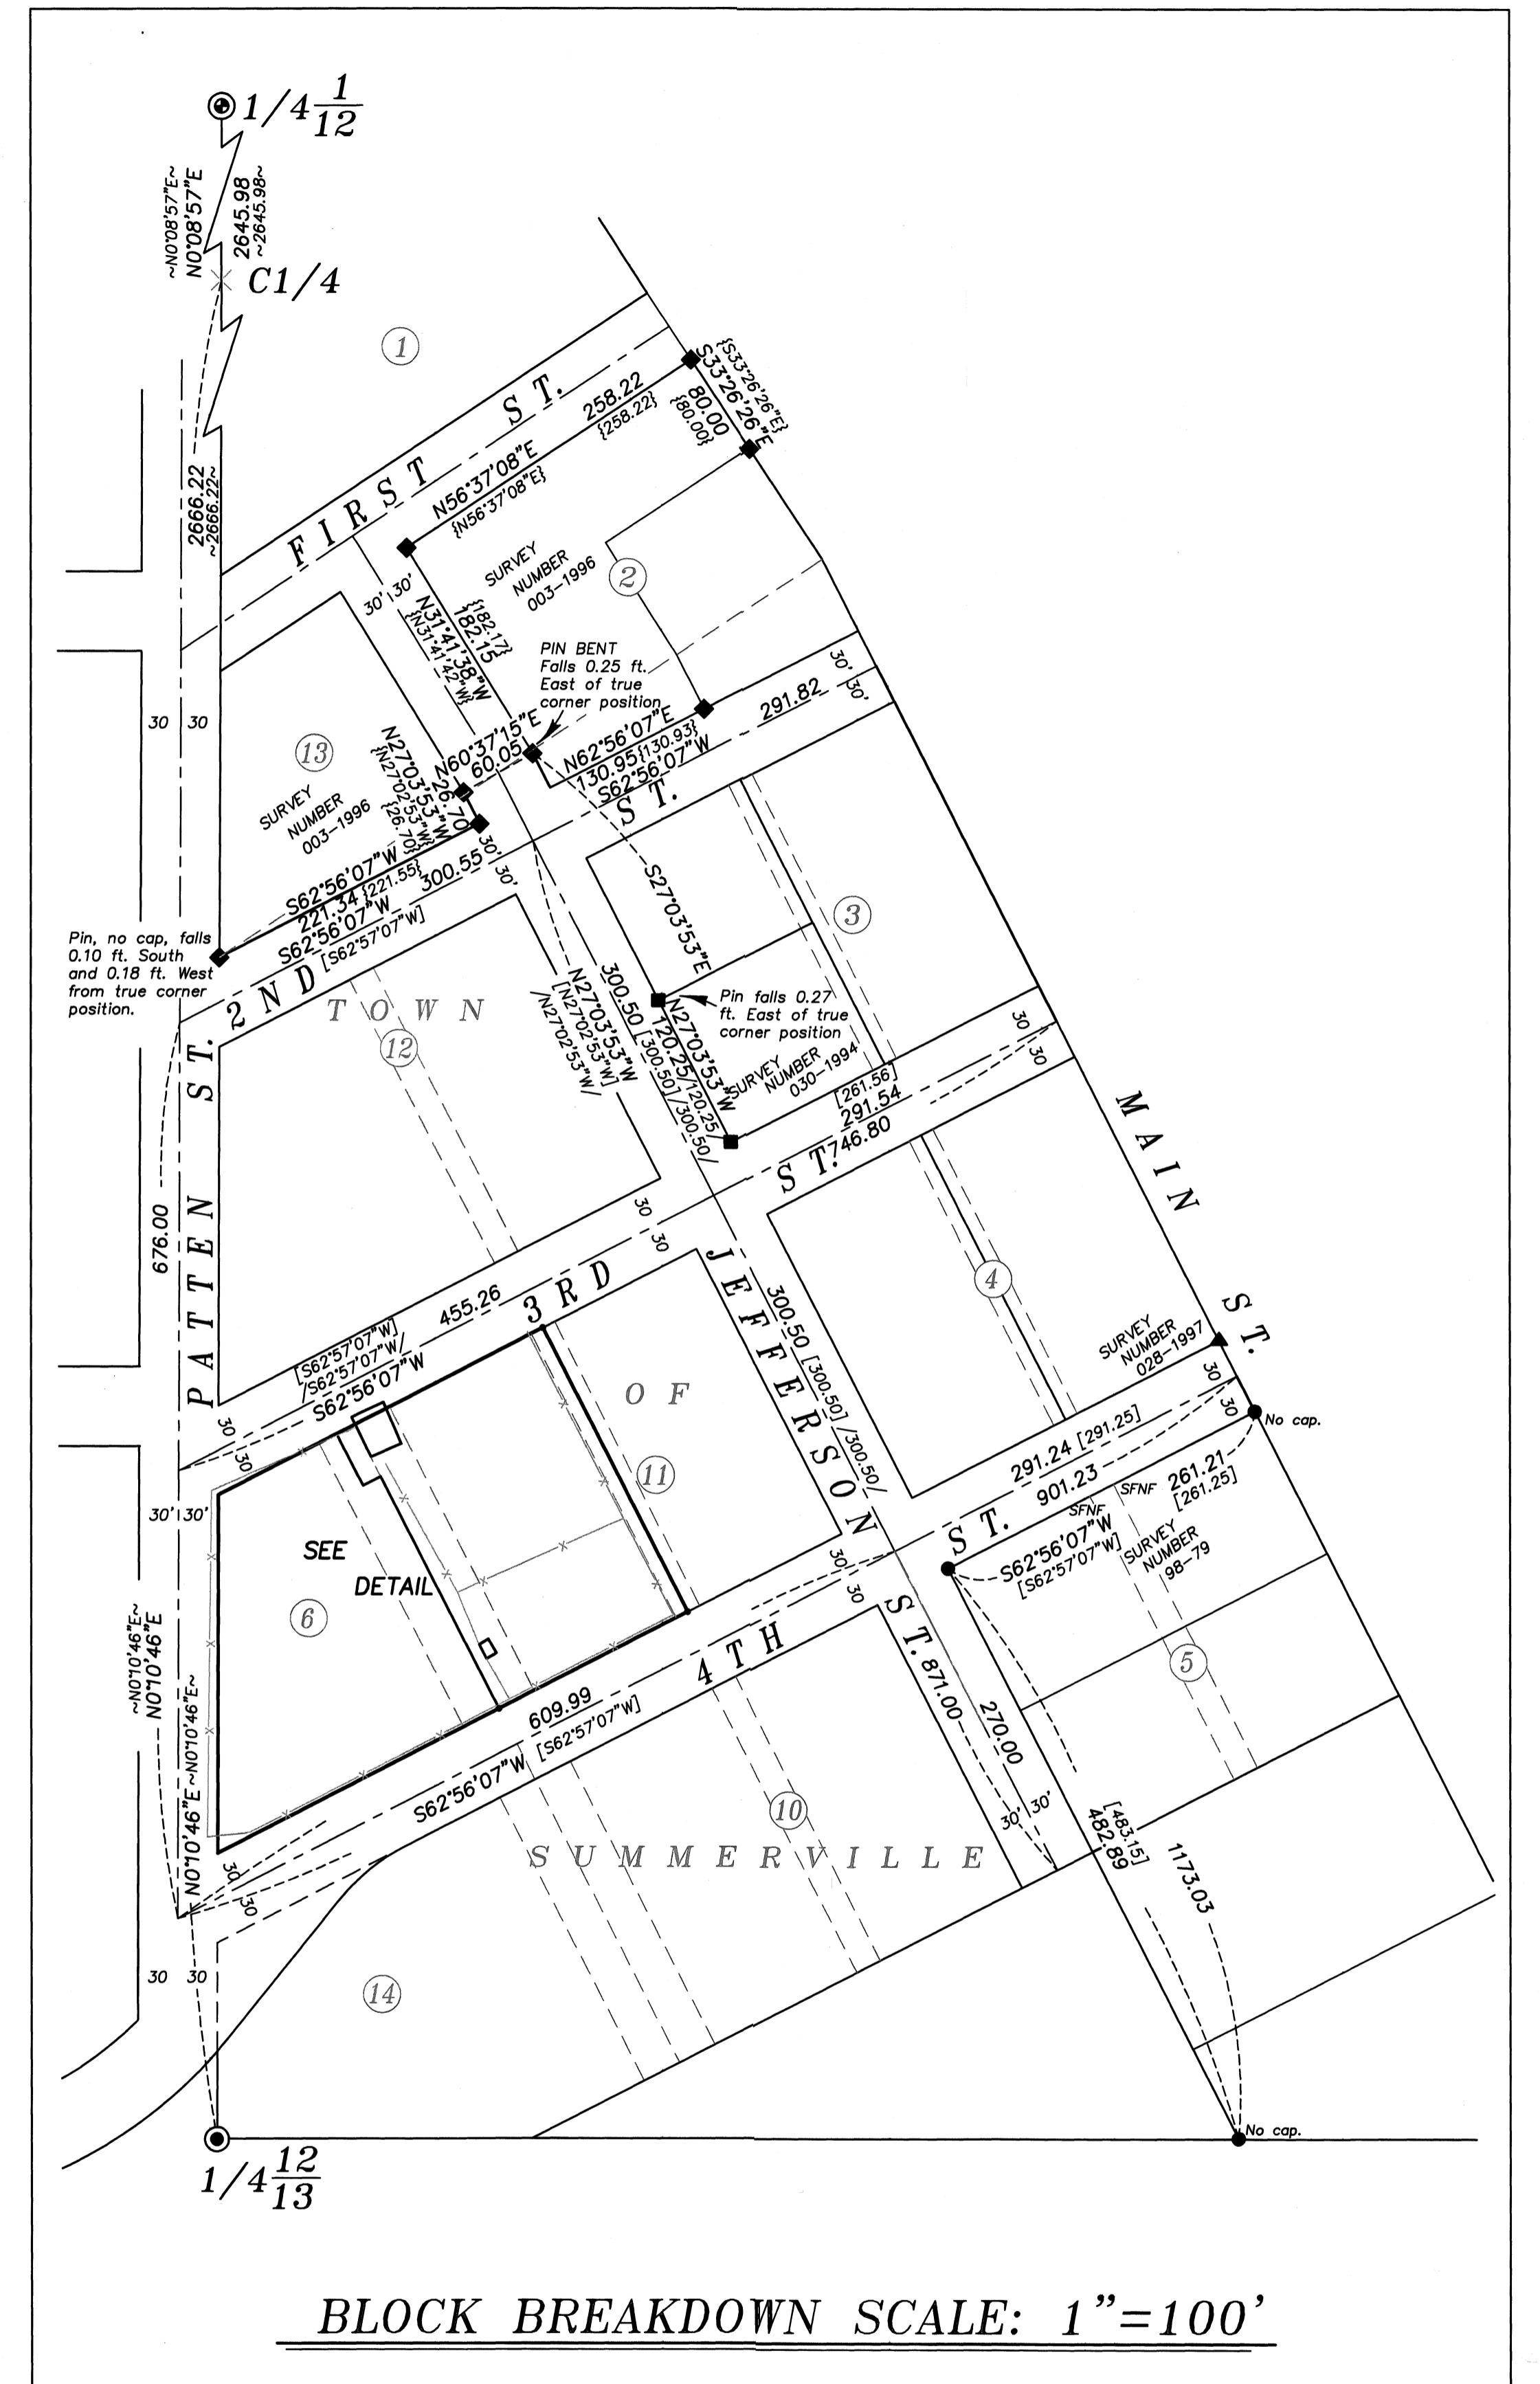 1/4 1
12
~N0°08'57"E~
N0°08'57"E
2645.98
~2645.98~
C1/4
1
{S33°26'26"E}
S33°26'26"E
80.00
{80.00}
FIRST ST.
258.22
{258.22}
N56°37'08"E
{N56°37'08"E}
2666.22
~2666.22~
SURVEY
NUMBER
003-1996
2
30' 30'
{182.17}
182.15
N31°41'38"W
{N31°41'42"W}
PIN BENT
Falls 0.25 ft.
East of true
corner position
30'
30'
291.82
30 30
13
SURVEY
NUMBER
003-1996
N60°37'15"E
60.05
N62°56'07"E
130.95{130.93}
S62°56'07"W
N27°03'53"W
{N27°02'53"W}
26.70
{26.70}
S62°56'07"W
221.34 {221.55}
300.55
S62°56'07"W
[S62°57'07"W]
30'
30'
2ND ST.
Pin, no cap, falls
0.10 ft. South
and 0.18 ft. West
from true corner
position.
S27°03'53"E
3
TOWN
12
N27°03'53"W
[N27°02'53"W]
/N27°02'53"W/
300.50 [300.50] /300.50/
Pin falls 0.27
ft. East of true
corner position
N27°03'53"W
120.25/120.25/
SURVEY
NUMBER
030-1994
[261.56]
291.54
746.80
30
30
PATTEN ST.
676.00
MAIN ST.
30
30
3RD ST.
455.26
[S62°57'07"W]
/S62°57'07"W/
S62°56'07"W
JEFFERSON ST.
300.50 [300.50] /300.50/
4
SURVEY
NUMBER
028-1997
30
30
No cap.
30
30
OF
11
30' 30'
SEE
DETAIL
6
291.24 [291.25]
901.23
SFNF
SFNF
261.21
[261.25]
S62°56'07"W
[S62°57'07"W]
SURVEY
NUMBER
98-79
30
30
4TH ST.
609.99
S62°56'07"W
[S62°57'07"W]
~N0°10'46"E~
N0°10'46"E
N0°10'46"E ~N0°10'46"E~
871.00
270.00
5
10
30' 30'
[483.15]
482.89
1173.03
SUMMERVILLE
30
30
30 30
14
No cap.
1/4 12
13
BLOCK BREAKDOWN SCALE: 1"=100'